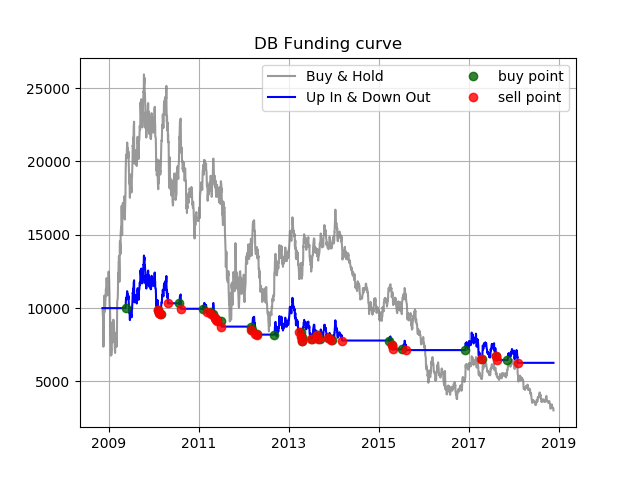 DB Funding curve
Buy & Hold
Up In & Down Out
buy point
sell point
25000
20000
15000
10000
5000
2009 2011 2013 2015 2017 2019